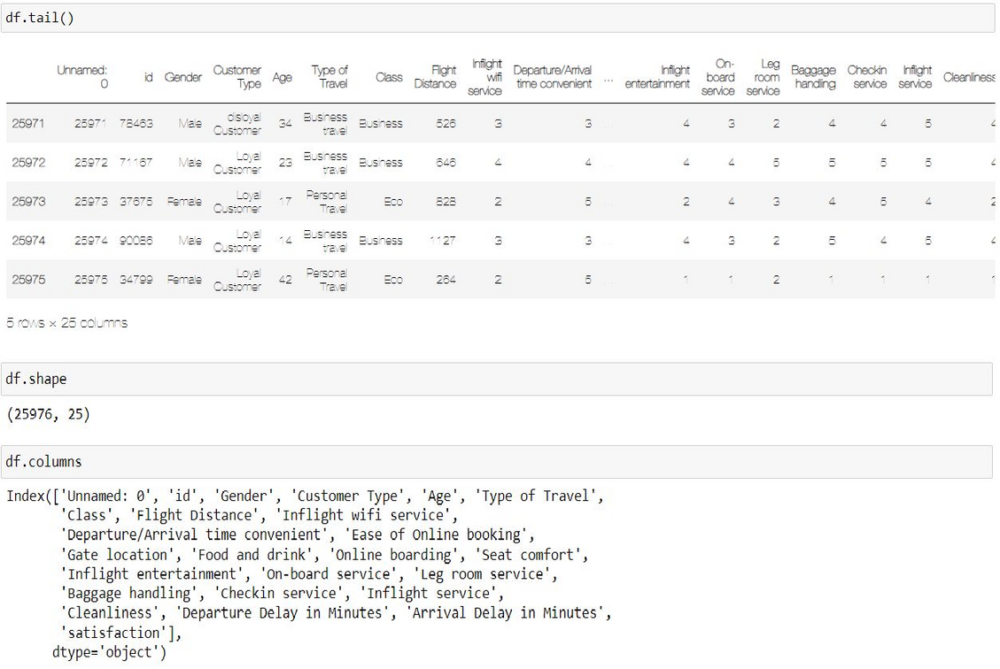 df.tail()
Unnamed: 0 id Gender Customer Type Age Type of Travel Class Flight Distance Inflight wifi service Departure/Arrival time convenient ... Inflight entertainment On-board service Leg room service Baggage handling Checkin service Inflight service Cleanliness
25971 25971 78463 Male disloyal Customer 34 Business travel Business 526 3 3 ... 4 3 2 4 4 5 4
25972 25972 71167 Male Loyal Customer 23 Business travel Business 646 4 4 ... 4 4 5 5 5 5 4
25973 25973 37675 Female Loyal Customer 17 Personal Travel Eco 828 2 5 ... 2 4 3 4 5 4 2
25974 25974 90086 Male Loyal Customer 14 Business travel Business 1127 3 3 ... 4 3 2 5 4 5 4
25975 25975 34799 Female Loyal Customer 42 Personal Travel Eco 264 2 5 ... 1 1 2 1 1 1 1
5 rows × 25 columns
df.shape
(25976, 25)
df.columns
Index(['Unnamed: 0', 'id', 'Gender', 'Customer Type', 'Age', 'Type of Travel',
'Class', 'Flight Distance', 'Inflight wifi service',
'Departure/Arrival time convenient', 'Ease of Online booking',
'Gate location', 'Food and drink', 'Online boarding', 'Seat comfort',
'Inflight entertainment', 'On-board service', 'Leg room service',
'Baggage handling', 'Checkin service', 'Inflight service',
'Cleanliness', 'Departure Delay in Minutes', 'Arrival Delay in Minutes',
'satisfaction'],
dtype='object')